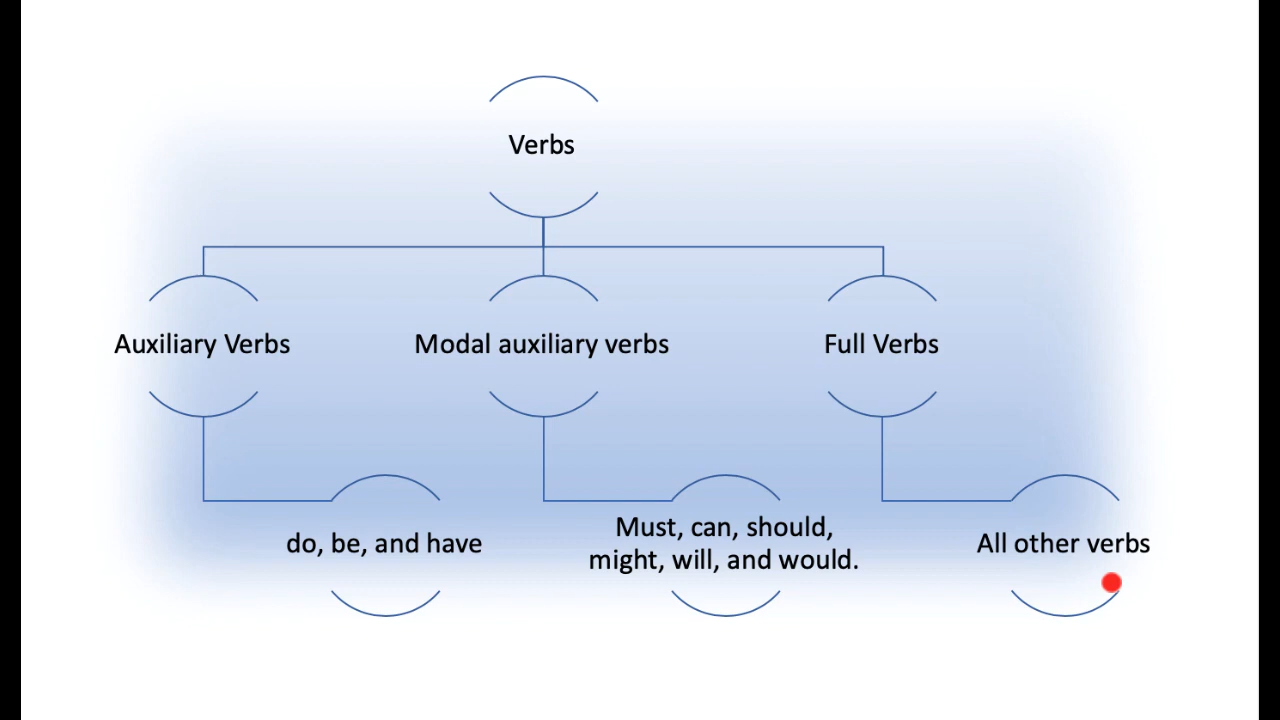 Verbs
Auxiliary Verbs
Modal auxiliary verbs
Full Verbs
do, be, and have
Must, can, should,
might, will, and would.
All other verbs